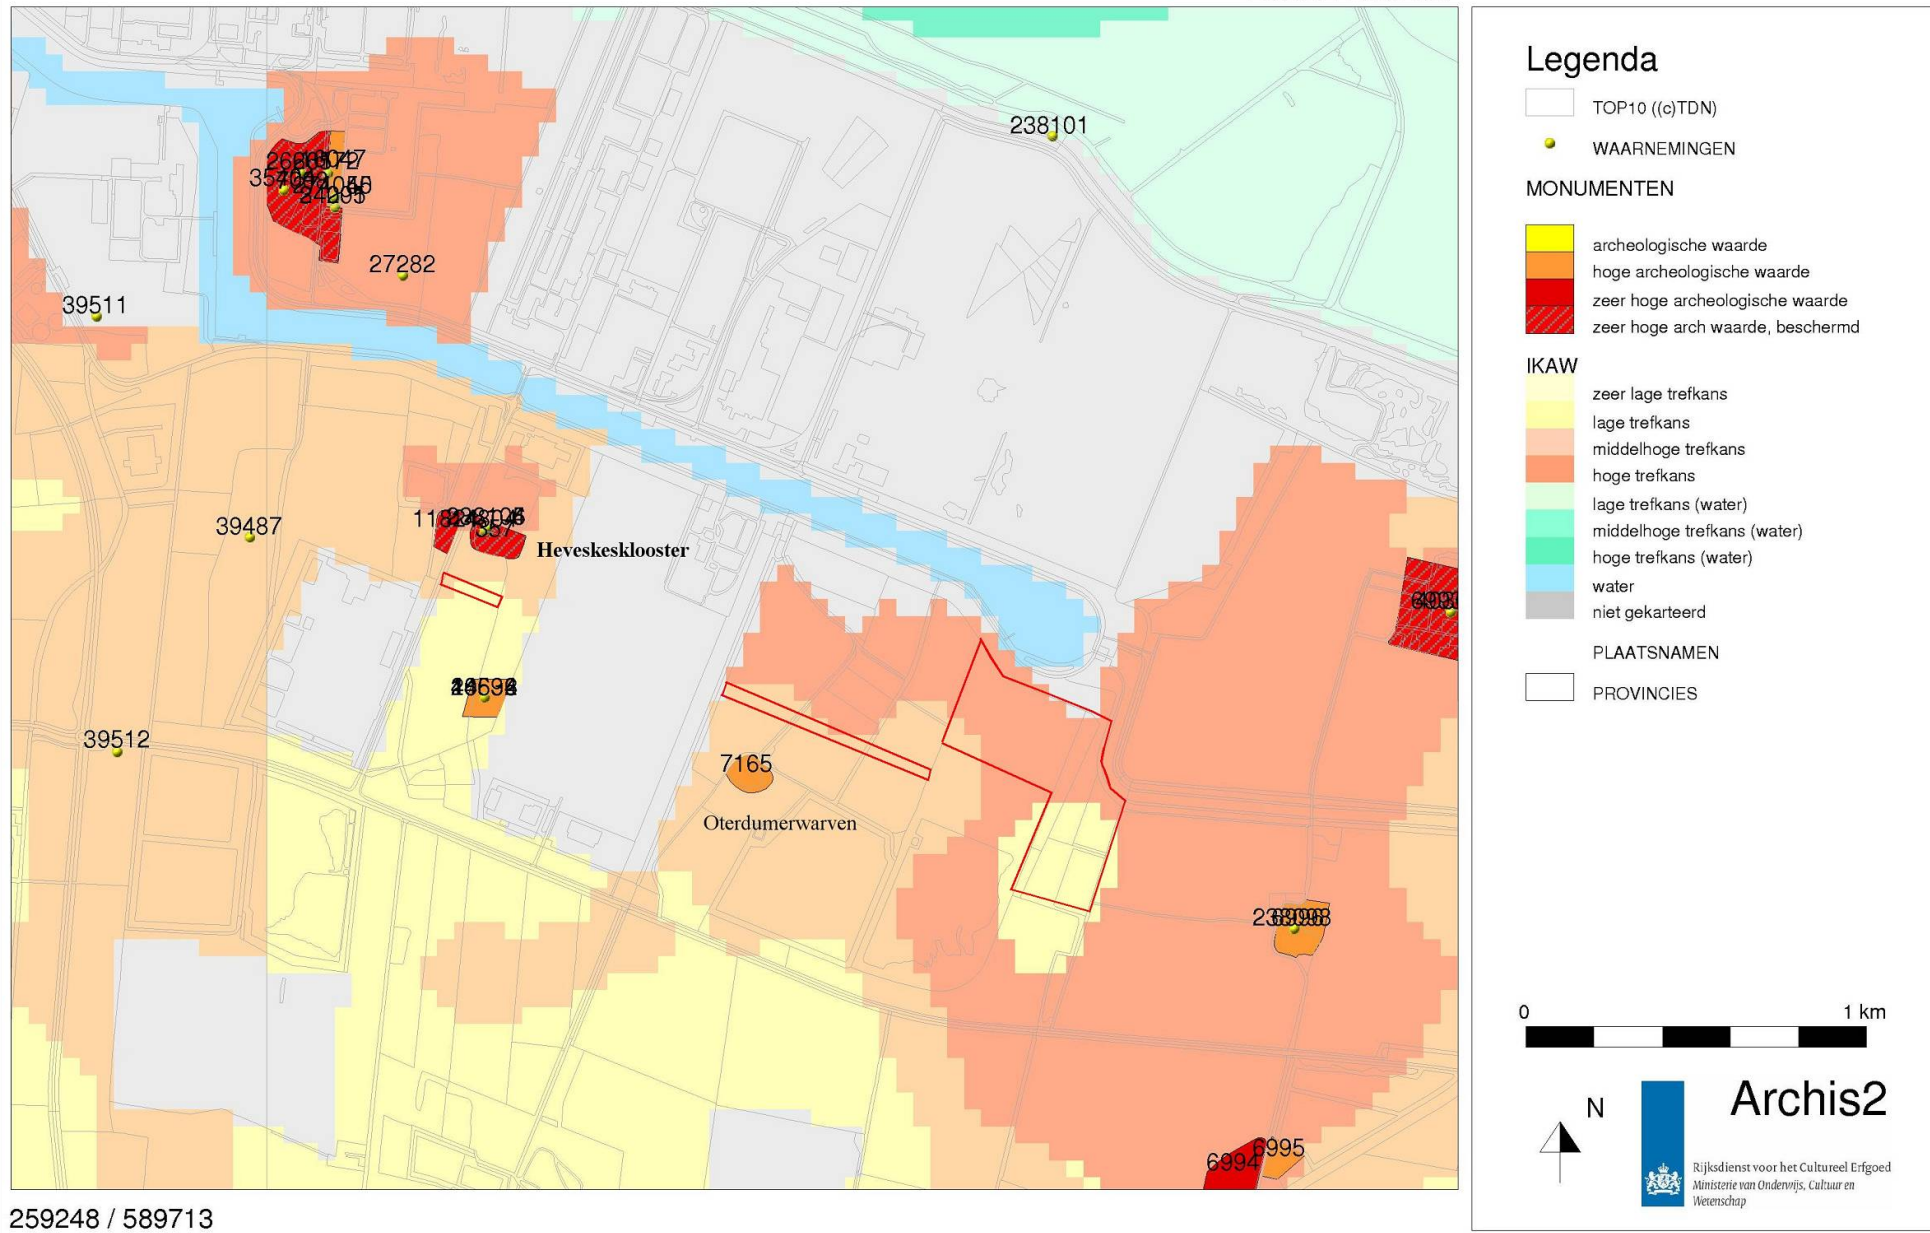 238101
27282
39511
39487
Heveskesklooster
39512
7165
Oterdumerwarven
6995
6994
259248 / 589713
Legenda
TOP10 ((c)TDN)
WAARNEMINGEN
MONUMENTEN
archeologische waarde
hoge archeologische waarde
zeer hoge archeologische waarde
zeer hoge arch waarde, beschermd
IKAW
zeer lage trefkans
lage trefkans
middelhoge trefkans
hoge trefkans
lage trefkans (water)
middelhoge trefkans (water)
hoge trefkans (water)
water
niet gekarteerd
PLAATSNAMEN
PROVINCIES
0 1 km
N
Archis2
Rijksdienst voor het Cultureel Erfgoed
Ministerie van Onderwijs, Cultuur en
Wetenschap